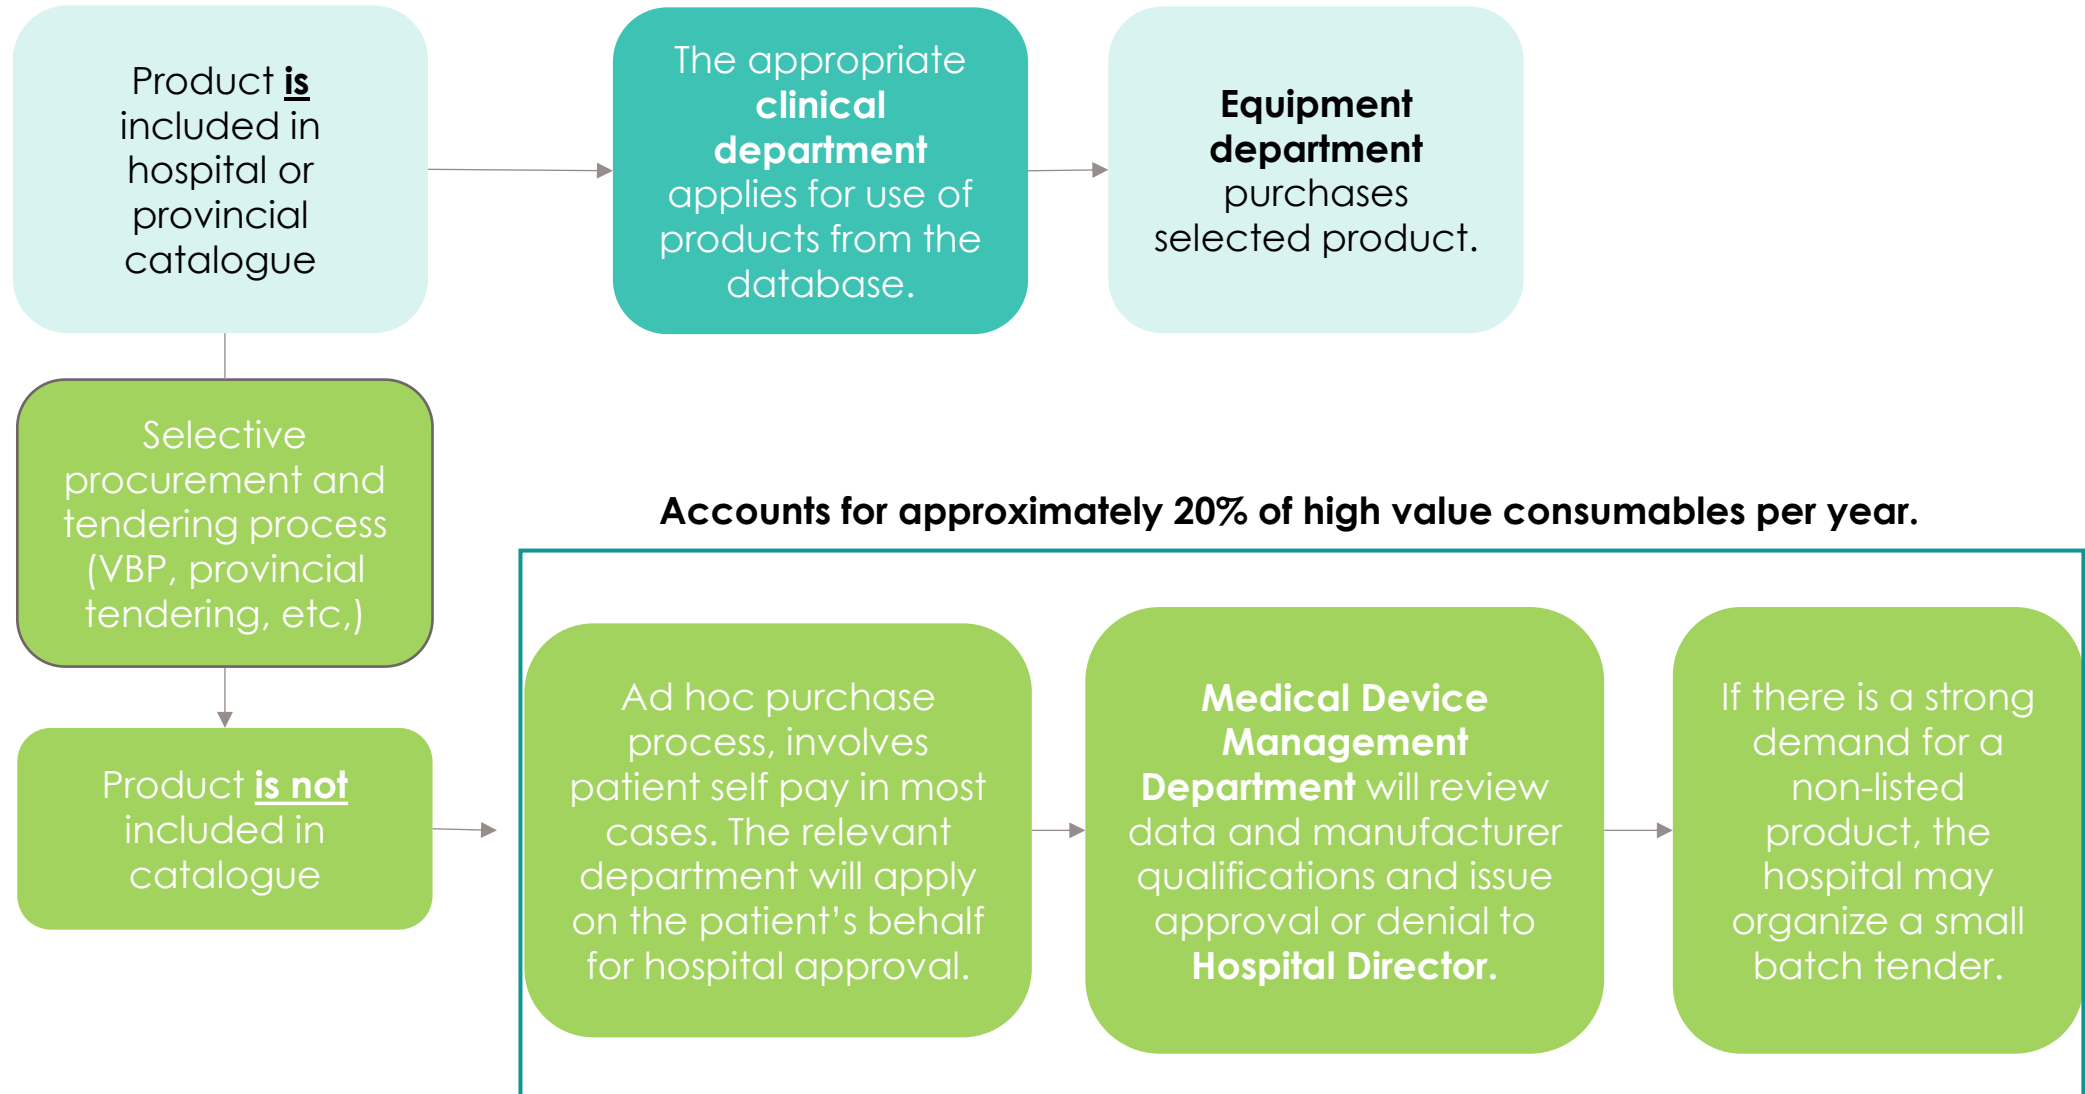 Product is
included in
hospital or
provincial
catalogue
The appropriate
clinical
department
applies for use of
products from the
database.
Equipment
department
purchases
selected product.
Selective
procurement and
tendering process
(VBP, provincial
tendering, etc,)
Product is not
included in
catalogue
Accounts for approximately 20% of high value consumables per year.
Ad hoc purchase
process, involves
patient self pay in most
cases. The relevant
department will apply
on the patient’s behalf
for hospital approval.
Medical Device
Management
Department will review
data and manufacturer
qualifications and issue
approval or denial to
Hospital Director.
If there is a strong
demand for a
non-listed
product, the
hospital may
organize a small
batch tender.